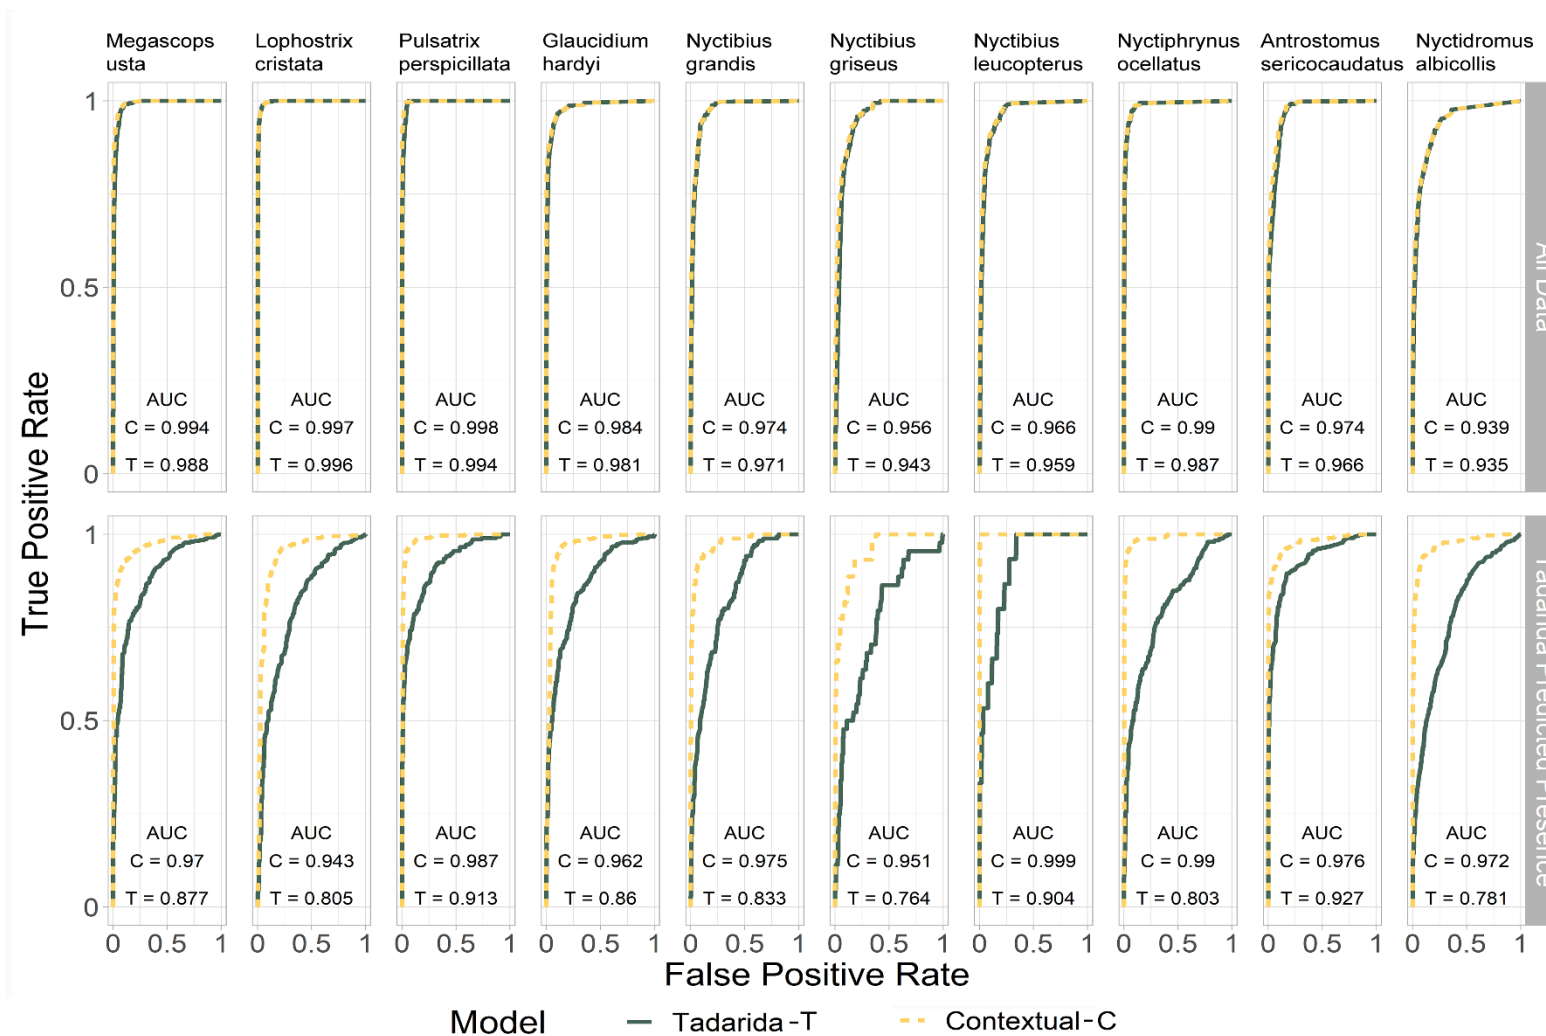 Megascops usta
Lophostrix cristata
Pulsatrix perspicillata
Glaucidium hardyi
Nyctibius grandis
Nyctibius griseus
Nyctibius leucopterus
Nyctiphrynus ocellatus
Antrostomus sericocaudatus
Nyctidromus albicollis
True Positive Rate
1
0.5
0
AUC
C = 0.994
T = 0.988
AUC
C = 0.997
T = 0.996
AUC
C = 0.998
T = 0.994
AUC
C = 0.984
T = 0.981
AUC
C = 0.974
T = 0.971
AUC
C = 0.956
T = 0.943
AUC
C = 0.966
T = 0.959
AUC
C = 0.99
T = 0.987
AUC
C = 0.974
T = 0.966
AUC
C = 0.939
T = 0.935
All Data
1
0.5
0
AUC
C = 0.97
T = 0.877
AUC
C = 0.943
T = 0.805
AUC
C = 0.987
T = 0.913
AUC
C = 0.962
T = 0.86
AUC
C = 0.975
T = 0.833
AUC
C = 0.951
T = 0.764
AUC
C = 0.999
T = 0.904
AUC
C = 0.99
T = 0.803
AUC
C = 0.976
T = 0.927
AUC
C = 0.972
T = 0.781
Tadarida Predicted Presence
0 0.5 1 0 0.5 1 0 0.5 1 0 0.5 1 0 0.5 1 0 0.5 1 0 0.5 1 0 0.5 1 0 0.5 1 0 0.5 1
False Positive Rate
Model Tadarida -T Contextual-C